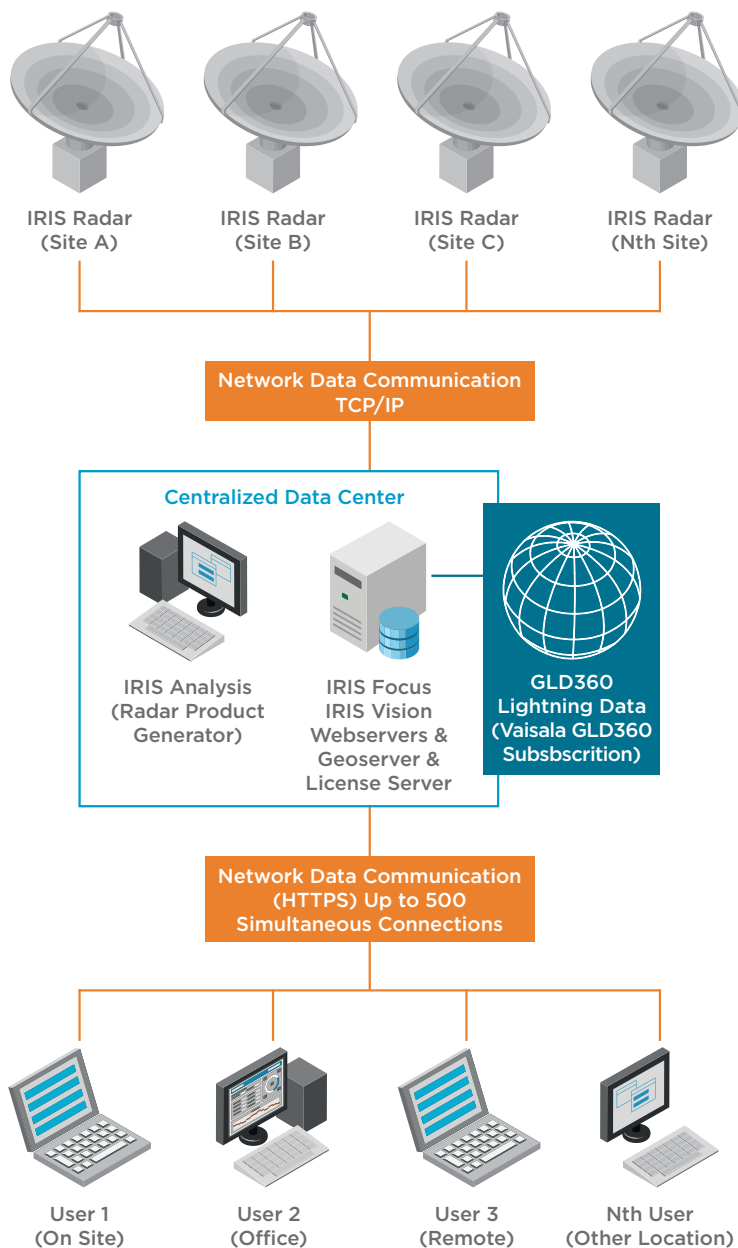 IRIS Radar
(Site A)
IRIS Radar
(Site B)
IRIS Radar
(Site C)
IRIS Radar
(Nth Site)
Network Data Communication
TCP/IP
Centralized Data Center
IRIS Analysis
(Radar Product
Generator)
IRIS Focus
IRIS Vision
Webservers &
Geoserver &
License Server
GLD360
Lightning Data
(Vaisala GLD360
Subsbscrition)
Network Data Communication
(HTTPS) Up to 500
Simultaneous Connections
User 1
(On Site)
User 2
(Office)
User 3
(Remote)
Nth User
(Other Location)